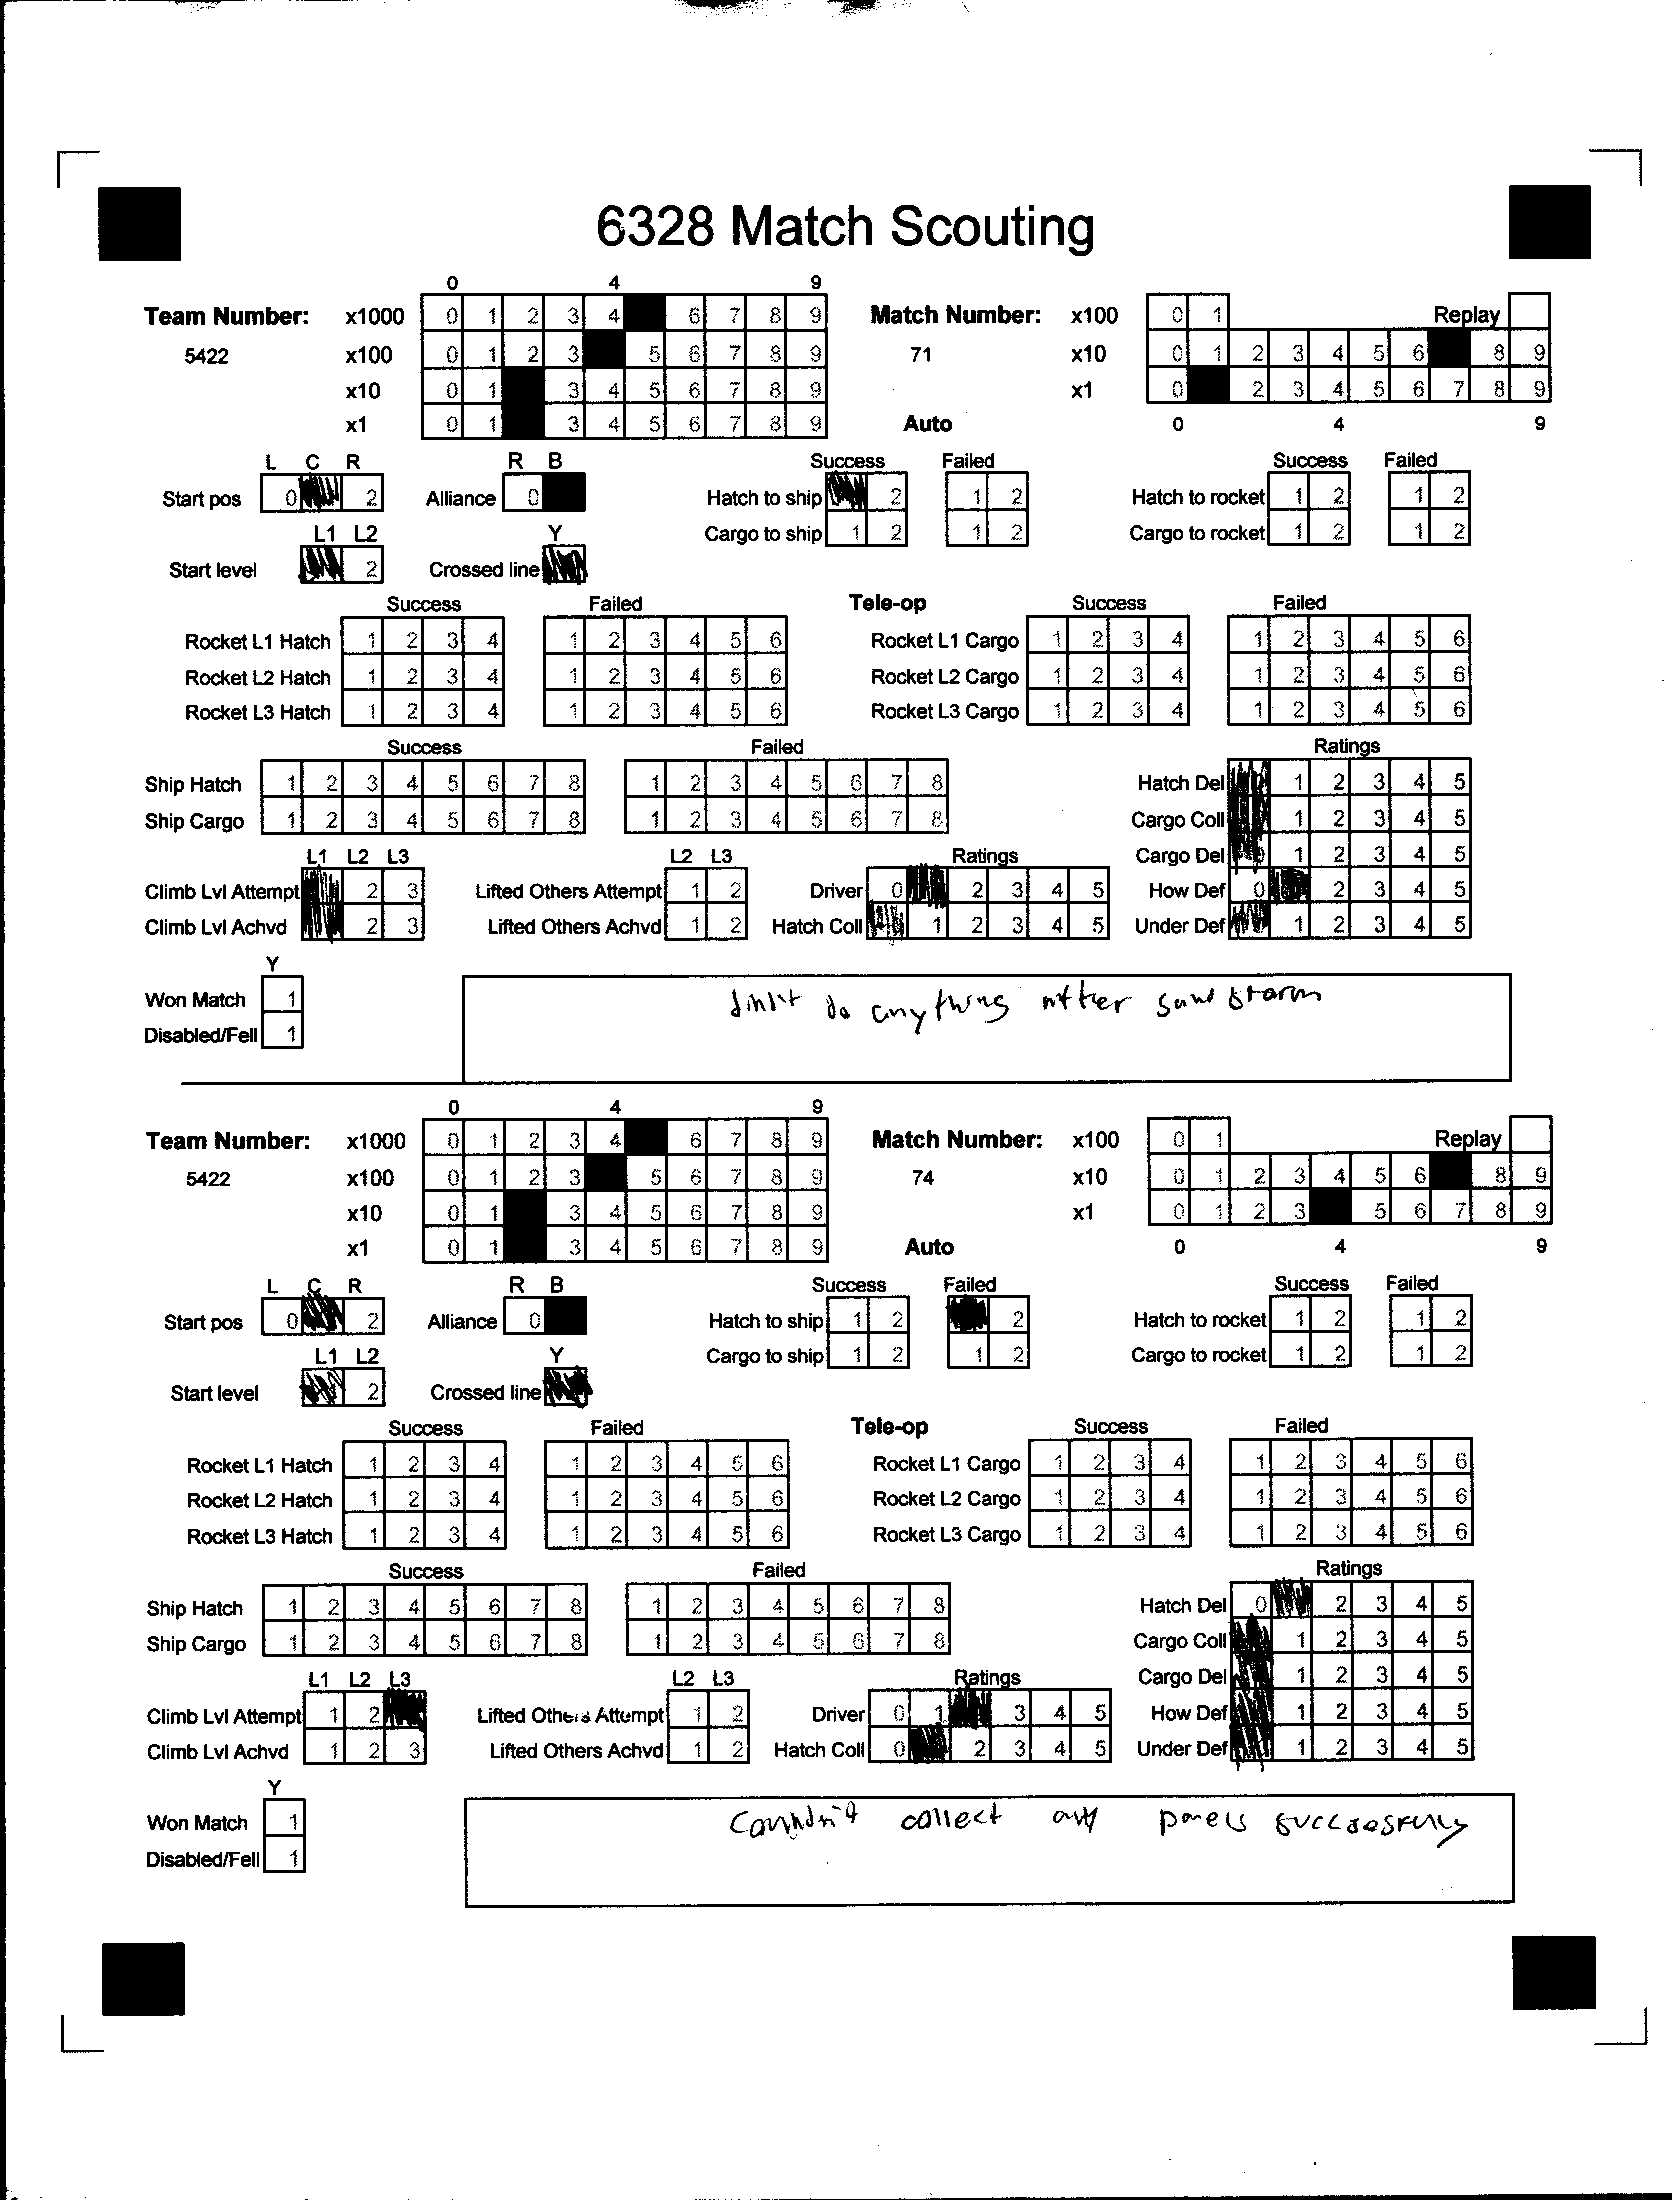 6328 Match Scouting
0 4 9
Team Number: x1000 0 1 2 3 4 6 7 8 9 Match Number: x100 0 1 Replay
5422 x100 0 1 2 3 5 6 7 8 9 71 x10 0 1 2 3 4 5 6 8 9
x10 0 1 3 4 5 6 7 8 9 x1 0 2 3 4 5 6 7 8 9
x1 0 1 3 4 5 6 7 8 9 Auto 0 4 9
L C R R B Success Failed Success Failed
Start pos 0 2 Alliance 0 Hatch to ship 2 1 2 Hatch to rocket 1 2 1 2
L1 L2 Y Cargo to ship 1 2 1 2 Cargo to rocket 1 2 1 2
Start level 2 Crossed line
Success Failed Tele-op Success Failed
Rocket L1 Hatch 1 2 3 4 1 2 3 4 5 6 Rocket L1 Cargo 1 2 3 4 1 2 3 4 5 6
Rocket L2 Hatch 1 2 3 4 1 2 3 4 5 6 Rocket L2 Cargo 1 2 3 4 1 2 3 4 5 6
Rocket L3 Hatch 1 2 3 4 1 2 3 4 5 6 Rocket L3 Cargo 1 2 3 4 1 2 3 4 5 6
Success Failed Ratings
Ship Hatch 1 2 3 4 5 6 7 8 1 2 3 4 5 6 7 8 Hatch Del 1 2 3 4 5
Ship Cargo 1 2 3 4 5 6 7 8 1 2 3 4 5 6 7 8 Cargo Coll 1 2 3 4 5
L1 L2 L3 L2 L3 Ratings Cargo Del 1 2 3 4 5
Climb Lvl Attempt 2 3 Lifted Others Attempt 1 2 Driver 0 2 3 4 5 How Def 0 2 3 4 5
Climb Lvl Achvd 2 3 Lifted Others Achvd 1 2 Hatch Coll 1 2 3 4 5 Under Def 1 2 3 4 5
Y
Won Match 1 didn't do anything after sandstorm
Disabled/Fell 1
0 4 9
Team Number: x1000 0 1 2 3 4 6 7 8 9 Match Number: x100 0 1 Replay
5422 x100 0 1 2 3 5 6 7 8 9 74 x10 0 1 2 3 4 5 6 8 9
x10 0 1 3 4 5 6 7 8 9 x1 0 1 2 3 5 6 7 8 9
x1 0 1 3 4 5 6 7 8 9 Auto 0 4 9
L C R R B Success Failed Success Failed
Start pos 0 2 Alliance 0 Hatch to ship 1 2 2 Hatch to rocket 1 2 1 2
L1 L2 Y Cargo to ship 1 2 1 2 Cargo to rocket 1 2 1 2
Start level 2 Crossed line
Success Failed Tele-op Success Failed
Rocket L1 Hatch 1 2 3 4 1 2 3 4 5 6 Rocket L1 Cargo 1 2 3 4 1 2 3 4 5 6
Rocket L2 Hatch 1 2 3 4 1 2 3 4 5 6 Rocket L2 Cargo 1 2 3 4 1 2 3 4 5 6
Rocket L3 Hatch 1 2 3 4 1 2 3 4 5 6 Rocket L3 Cargo 1 2 3 4 1 2 3 4 5 6
Success Failed Ratings
Ship Hatch 1 2 3 4 5 6 7 8 1 2 3 4 5 6 7 8 Hatch Del 0 2 3 4 5
Ship Cargo 1 2 3 4 5 6 7 8 1 2 3 4 5 6 7 8 Cargo Coll 1 2 3 4 5
L1 L2 L3 L2 L3 Ratings Cargo Del 1 2 3 4 5
Climb Lvl Attempt 1 2 Lifted Others Attempt 1 2 Driver 0 1 3 4 5 How Def 1 2 3 4 5
Climb Lvl Achvd 1 2 3 Lifted Others Achvd 1 2 Hatch Coll 0 2 3 4 5 Under Def 1 2 3 4 5
Y
Won Match 1 Couldn't collect any panels successfully
Disabled/Fell 1